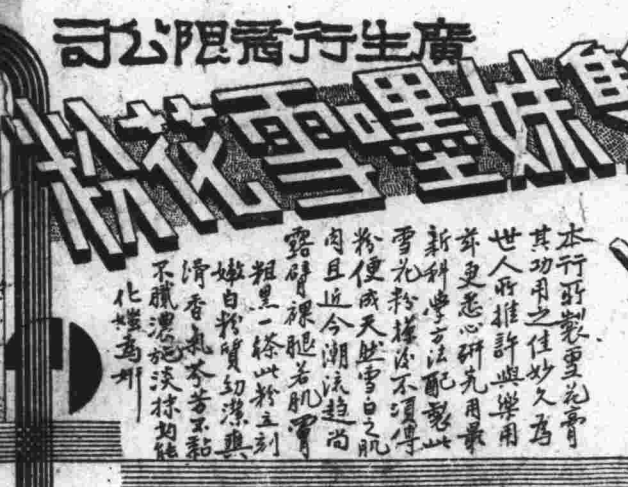 廣生行有限公司
雙妹嚜雪花粉
本行所製雪花膏
其功用之佳妙久為
世人所推許與樂用
茲更悉心研究用最
新科學方法配製此
雪花粉搽後不須傅
粉便成天然雪白之肌
肉且近今潮流趨尚
露臂裸腿若肌膚
粗黑一搽此粉立刻
嫩白粉質幼潔與
滑香氣芬芳不黏
不膩濃施淡抹均能
化媸為妍